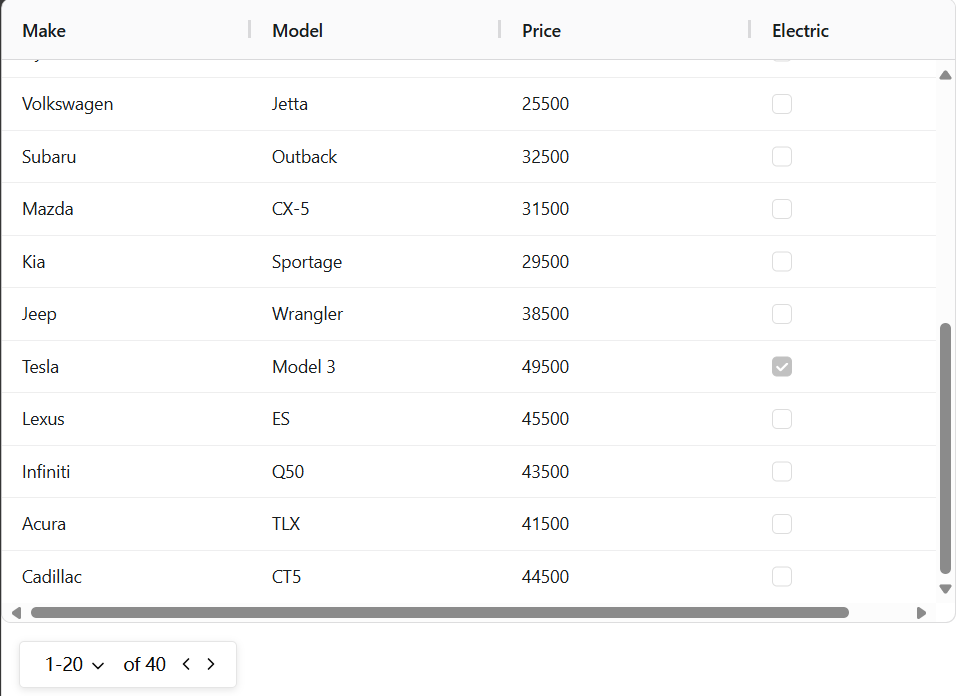 Make Model Price Electric
Volkswagen Jetta 25500
Subaru Outback 32500
Mazda CX-5 31500
Kia Sportage 29500
Jeep Wrangler 38500
Tesla Model 3 49500
Lexus ES 45500
Infiniti Q50 43500
Acura TLX 41500
Cadillac CT5 44500
1-20 of 40